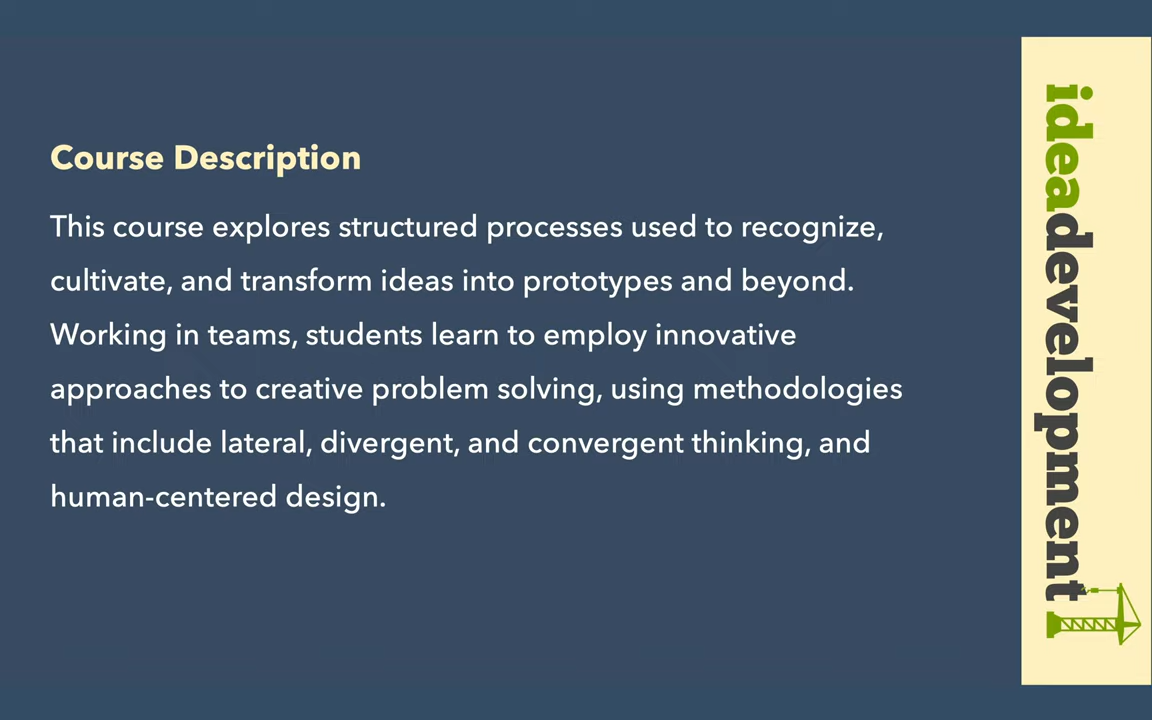 Course Description
This course explores structured processes used to recognize,
cultivate, and transform ideas into prototypes and beyond.
Working in teams, students learn to employ innovative
approaches to creative problem solving, using methodologies
that include lateral, divergent, and convergent thinking, and
human-centered design.
ideadevelopment